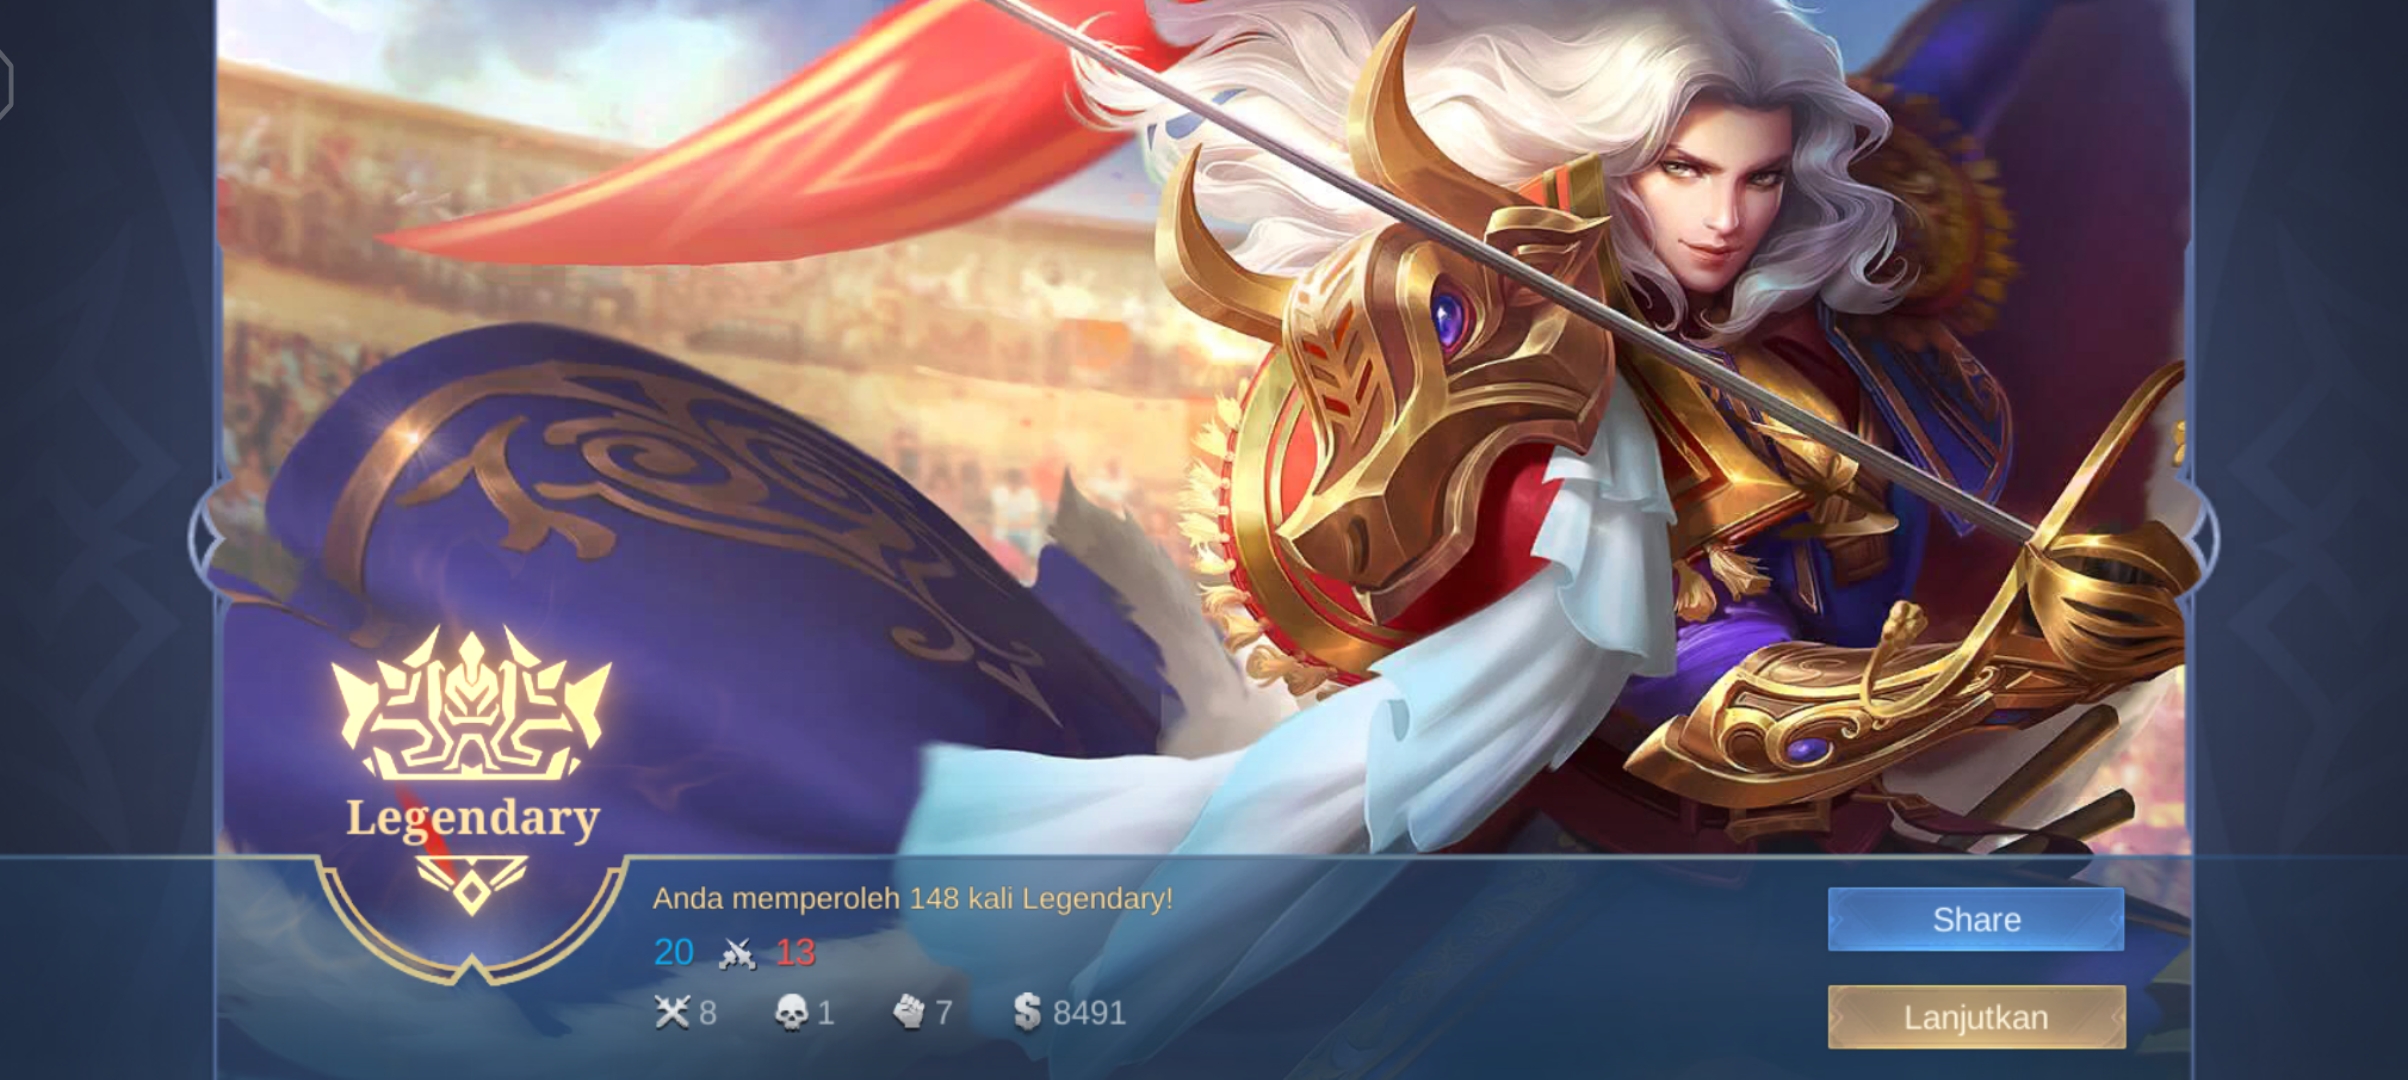 Legendary
Anda memperoleh 148 kali Legendary!
20 13
8 1 7 8491
Share
Lanjutkan